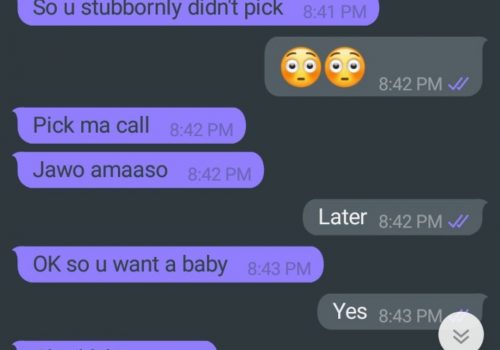 So u stubbornly didn't pick 8:41 PM
😳😳 8:42 PM
Pick ma call 8:42 PM
Jawo amaaso 8:42 PM
Later 8:42 PM
OK so u want a baby 8:43 PM
Yes 8:43 PM